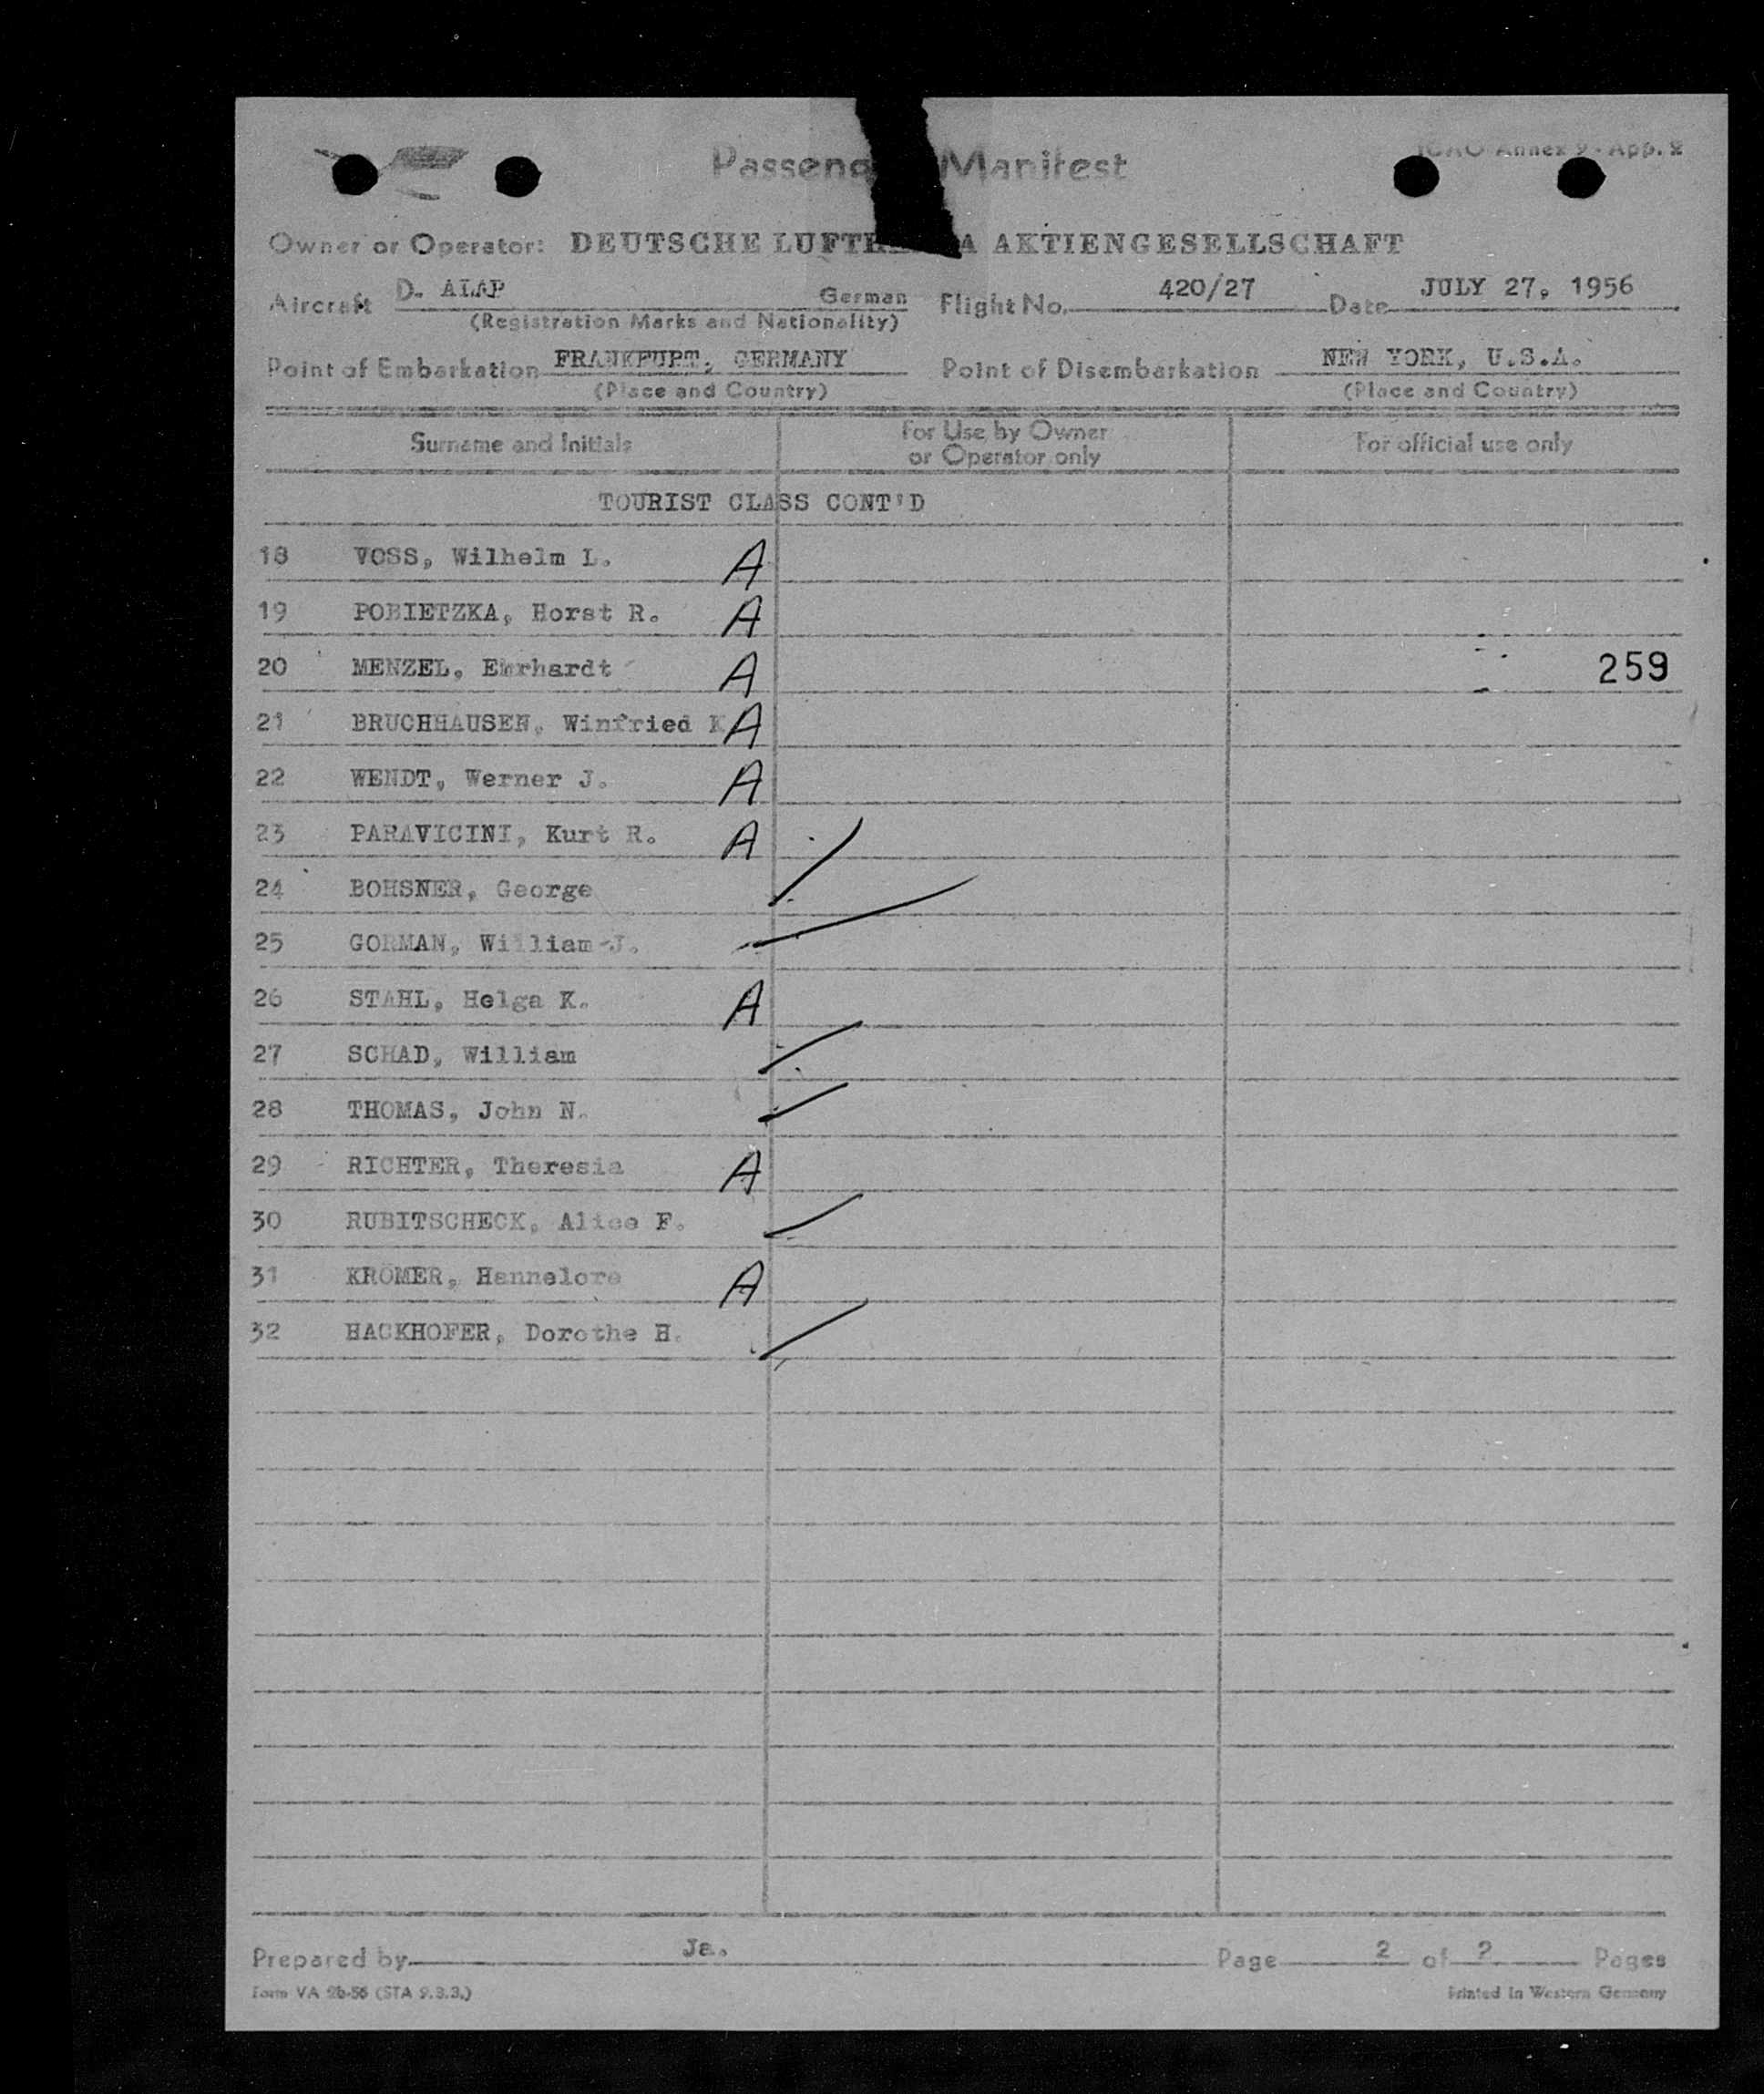 Passeng Manifest
ICAO Annex 9 - App. 2
Owner or Operator: DEUTSCHE LUFTH A AKTIENGESELLSCHAFT
Aircraft D. ALAP German Flight No. 420/27 Date JULY 27, 1956
(Registration Marks and Nationality)
Point of Embarkation FRANKFURT, GERMANY Point of Disembarkation NEW YORK, U.S.A.
(Place and Country) (Place and Country)
Surname and Initials For Use by Owner or Operator only For official use only
TOURIST CLASS CONT'D
18 VOSS, Wilhelm L. A
19 POBIETZKA, Horst R. A
20 MENZEL, Ehrhardt A 259
21 BRUCHHAUSEN, Winfried K A
22 WENDT, Werner J. A
23 PARAVICINI, Kurt R. A
24 BOHSNER, George
25 GORMAN, William J.
26 STAHL, Helga K. A
27 SCHAD, William
28 THOMAS, John N.
29 RICHTER, Theresia A
30 RUBITSCHECK, Alice F.
31 KRÖMER, Hannelore A
32 HACKHOFER, Dorothe H.
Prepared by Ja. Page 2 of 2 Pages
Form VA 2b-56 (STA 9.3.3.) Printed in Western Germany